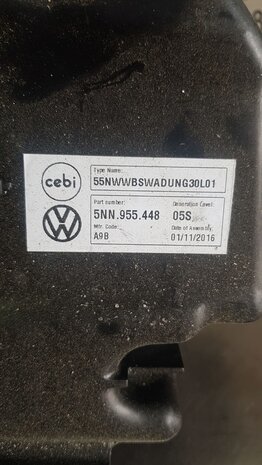 cebi
Type Name:
55NWWBSWADUNG30L01
Part number: Generation Level:
5NN.955.448 05S
Mfr. Code: Date of Assembly:
A9B 01/11/2016